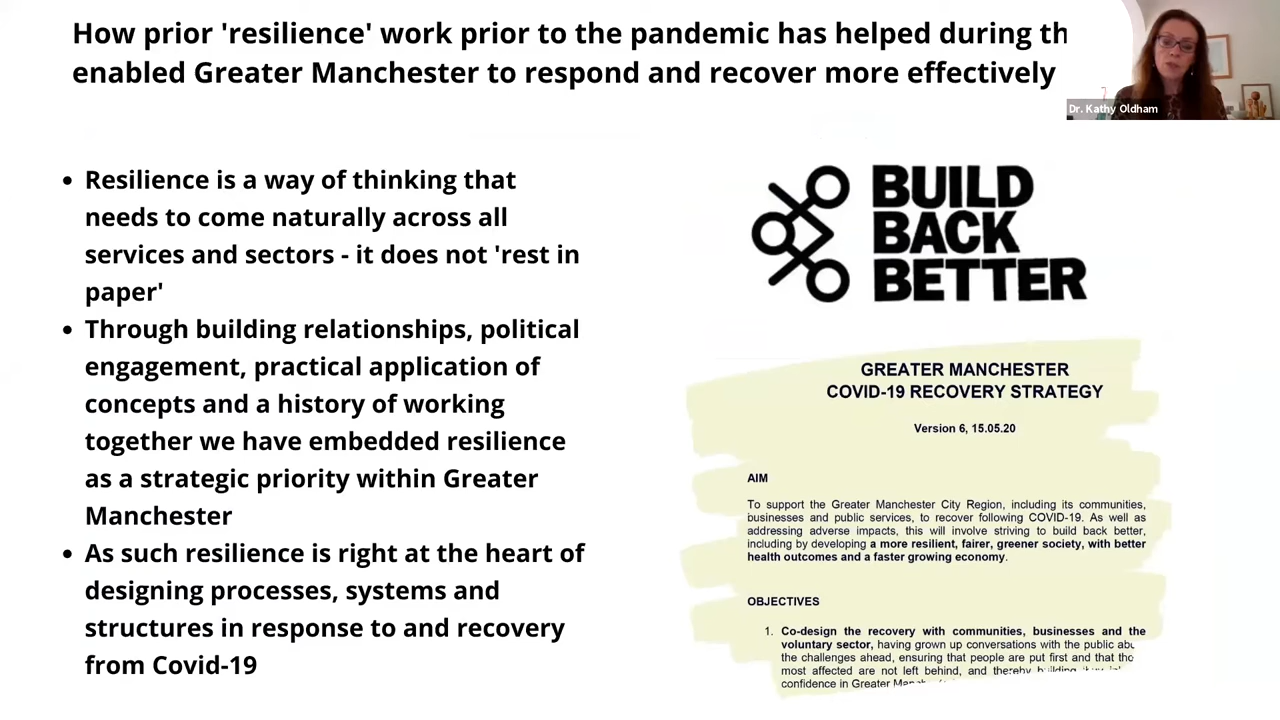 How prior 'resilience' work prior to the pandemic has helped during th
enabled Greater Manchester to respond and recover more effectively
Dr. Kathy Oldham
• Resilience is a way of thinking that
needs to come naturally across all
services and sectors - it does not 'rest in
paper'
• Through building relationships, political
engagement, practical application of
concepts and a history of working
together we have embedded resilience
as a strategic priority within Greater
Manchester
• As such resilience is right at the heart of
designing processes, systems and
structures in response to and recovery
from Covid-19
BUILD
BACK
BETTER
GREATER MANCHESTER
COVID-19 RECOVERY STRATEGY
Version 6, 15.05.20
AIM
To support the Greater Manchester City Region, including its communities,
businesses and public services, to recover following COVID-19. As well as
addressing adverse impacts, this will involve striving to build back better,
including by developing a more resilient, fairer, greener society, with better
health outcomes and a faster growing economy.
OBJECTIVES
1. Co-design the recovery with communities, businesses and the
voluntary sector, having grown up conversations with the public
the challenges ahead, ensuring that people are put first and that
most affected are not left behind, and thereby building
confidence in Greater